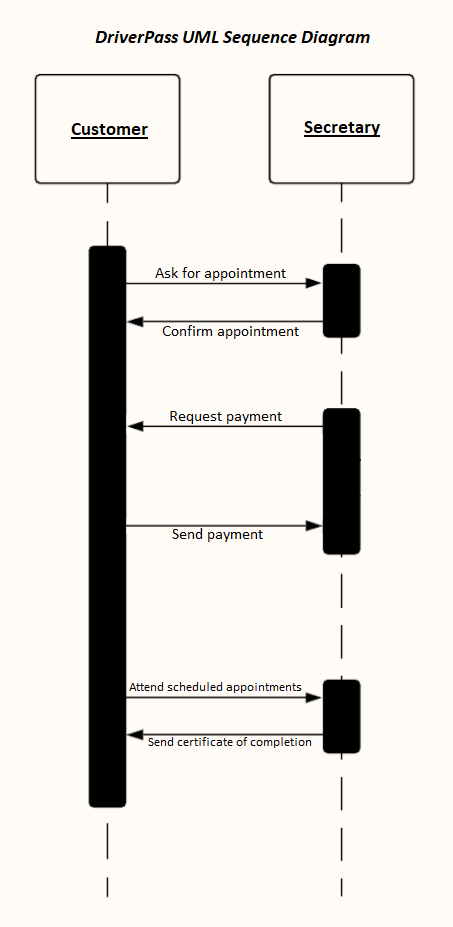 DriverPass UML Sequence Diagram
Customer
Secretary
Ask for appointment
Confirm appointment
Request payment
Send payment
Attend scheduled appointments
Send certificate of completion